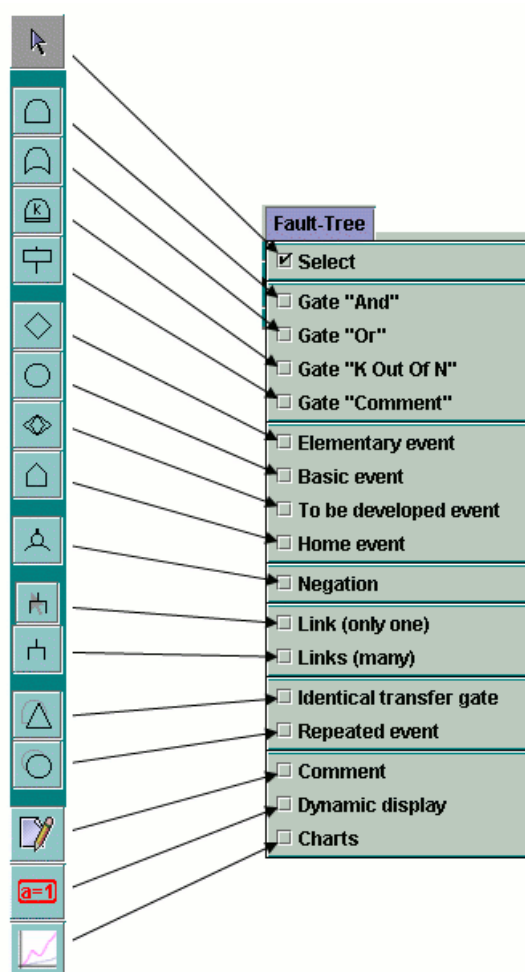 Fault-Tree
Select
Gate "And"
Gate "Or"
K
Gate "K Out Of N"
Gate "Comment"
Elementary event
Basic event
To be developed event
Home event
Negation
Link (only one)
Links (many)
Identical transfer gate
Repeated event
Comment
Dynamic display
Charts
a=1